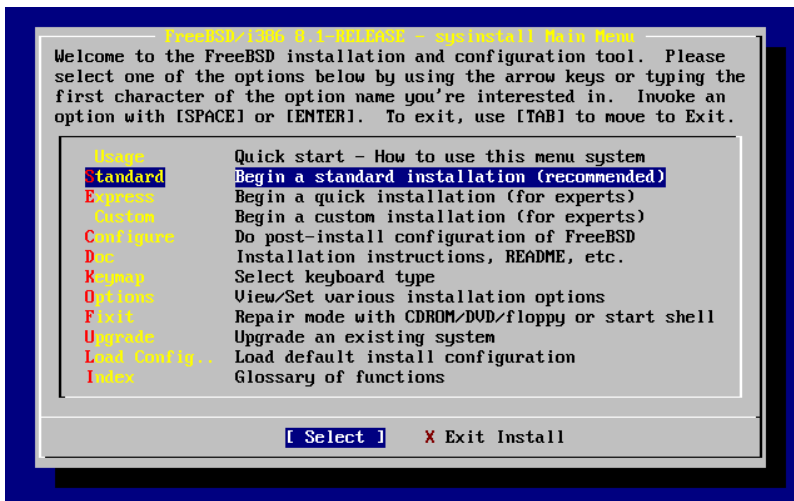 FreeBSD/i386 8.1-RELEASE - sysinstall Main Menu
Welcome to the FreeBSD installation and configuration tool.  Please
select one of the options below by using the arrow keys or typing the
first character of the option name you're interested in.  Invoke an
option with [SPACE] or [ENTER].  To exit, use [TAB] to move to Exit.
Usage Quick start - How to use this menu system
Standard Begin a standard installation (recommended)
Express Begin a quick installation (for experts)
Custom Begin a custom installation (for experts)
Configure Do post-install configuration of FreeBSD
Doc Installation instructions, README, etc.
Keymap Select keyboard type
Options View/Set various installation options
Fixit Repair mode with CDROM/DVD/floppy or start shell
Upgrade Upgrade an existing system
Load Config.. Load default install configuration
Index Glossary of functions
[ Select ] X Exit Install